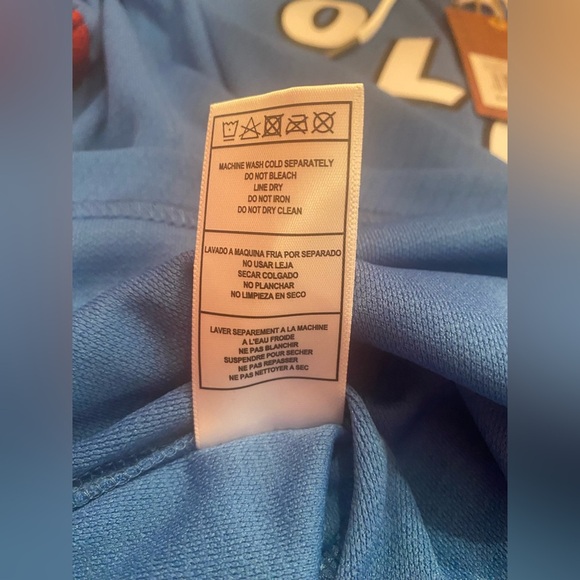 OL
MACHINE WASH COLD SEPARATELY
DO NOT BLEACH
LINE DRY
DO NOT IRON
DO NOT DRY CLEAN
LAVADO A MAQUINA FRIA POR SEPARADO
NO USAR LEJA
SECAR COLGADO
NO PLANCHAR
NO LIMPIEZA EN SECO
LAVER SEPAREMENT A LA MACHINE
A L'EAU FROIDE
NE PAS BLANCHIR
SUSPENDRE POUR SECHER
NE PAS REPASSER
NE PAS NETTOYER A SEC